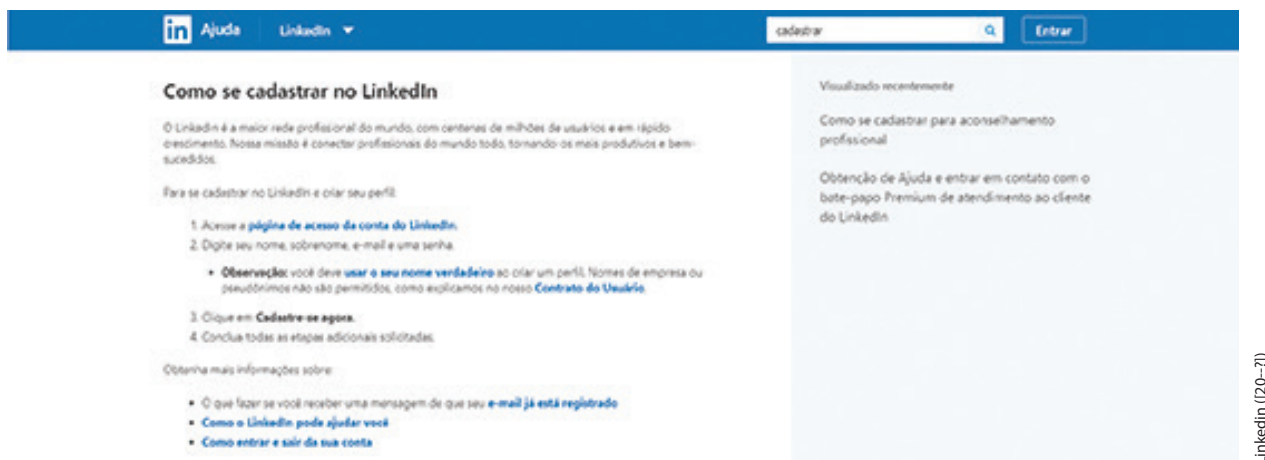 in Ajuda LinkedIn
cadastrar
Entrar
Como se cadastrar no LinkedIn
O LinkedIn é a maior rede profissional do mundo, com centenas de milhões de usuários e em rápido
crescimento. Nossa missão é conectar profissionais do mundo todo, tornando-os mais produtivos e bem-
sucedidos.
Para se cadastrar no LinkedIn e criar seu perfil:
1. Acesse a página de acesso da conta do LinkedIn.
2. Digite seu nome, sobrenome, e-mail e uma senha.
• Observação: você deve usar o seu nome verdadeiro ao criar um perfil. Nomes de empresa ou
pseudônimos não são permitidos, como explicamos no nosso Contrato do Usuário.
3. Clique em Cadastre-se agora.
4. Conclua todas as etapas adicionais solicitadas.
Obtenha mais informações sobre:
• O que fazer se você receber uma mensagem de que seu e-mail já está registrado
• Como o LinkedIn pode ajudar você
• Como entrar e sair da sua conta
Visualizado recentemente
Como se cadastrar para aconselhamento
profissional
Obtenção de Ajuda e entrar em contato com o
bate-papo Premium de atendimento ao cliente
do LinkedIn
Linkedin ([20--?])